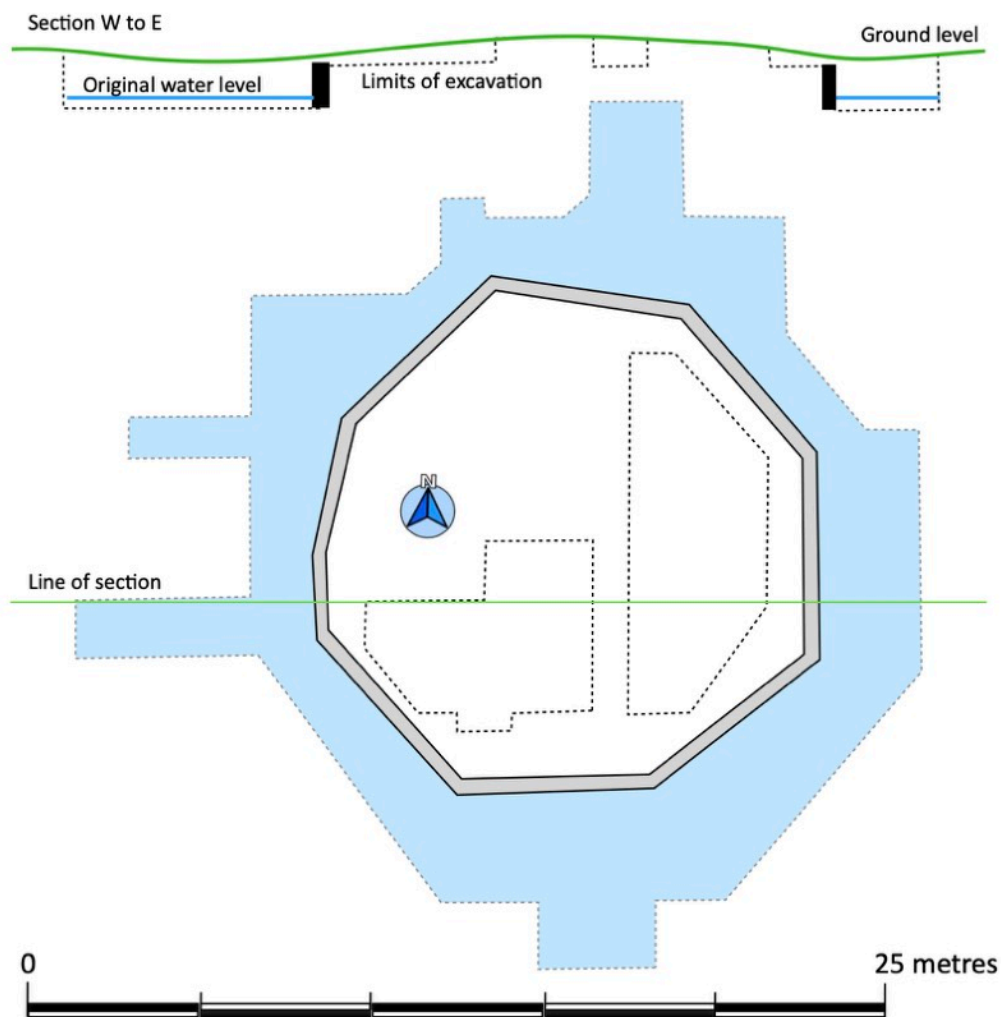 Section W to E
Ground level
Original water level
Limits of excavation
N
Line of section
0
25 metres